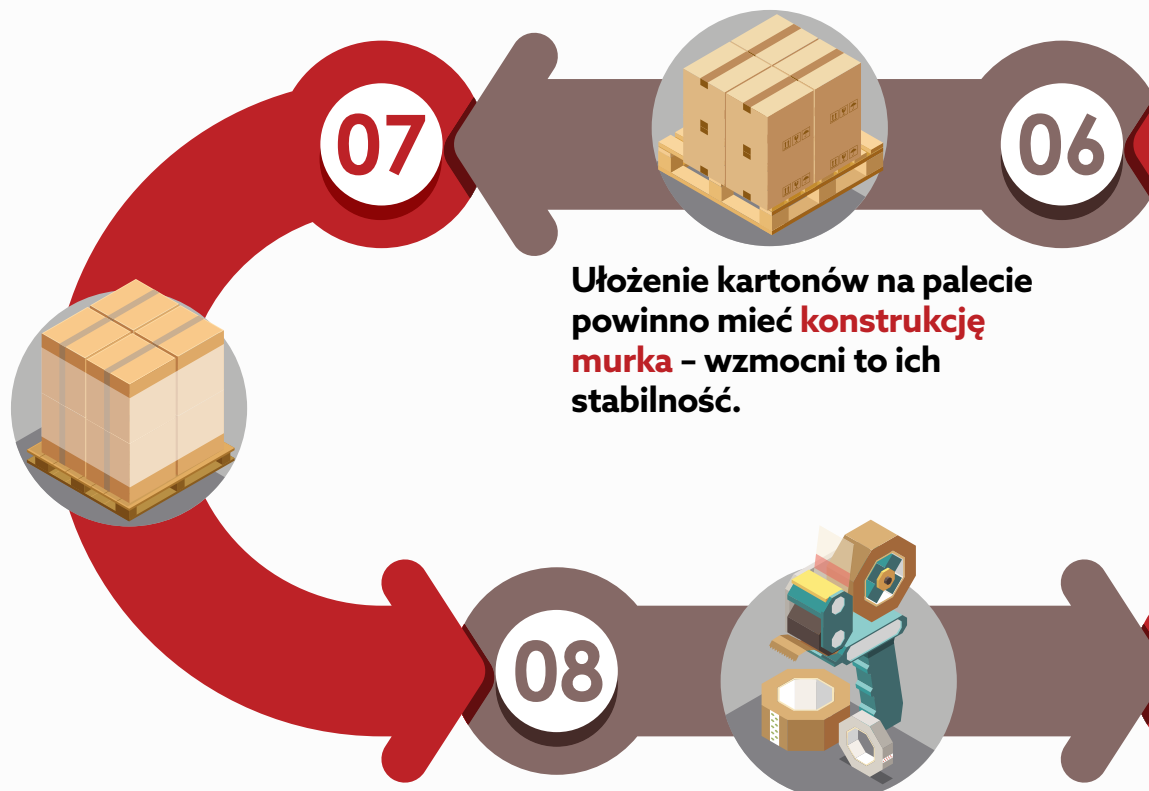 07
06
Ułożenie kartonów na palecie
powinno mieć konstrukcję
murka – wzmocni to ich
stabilność.
08